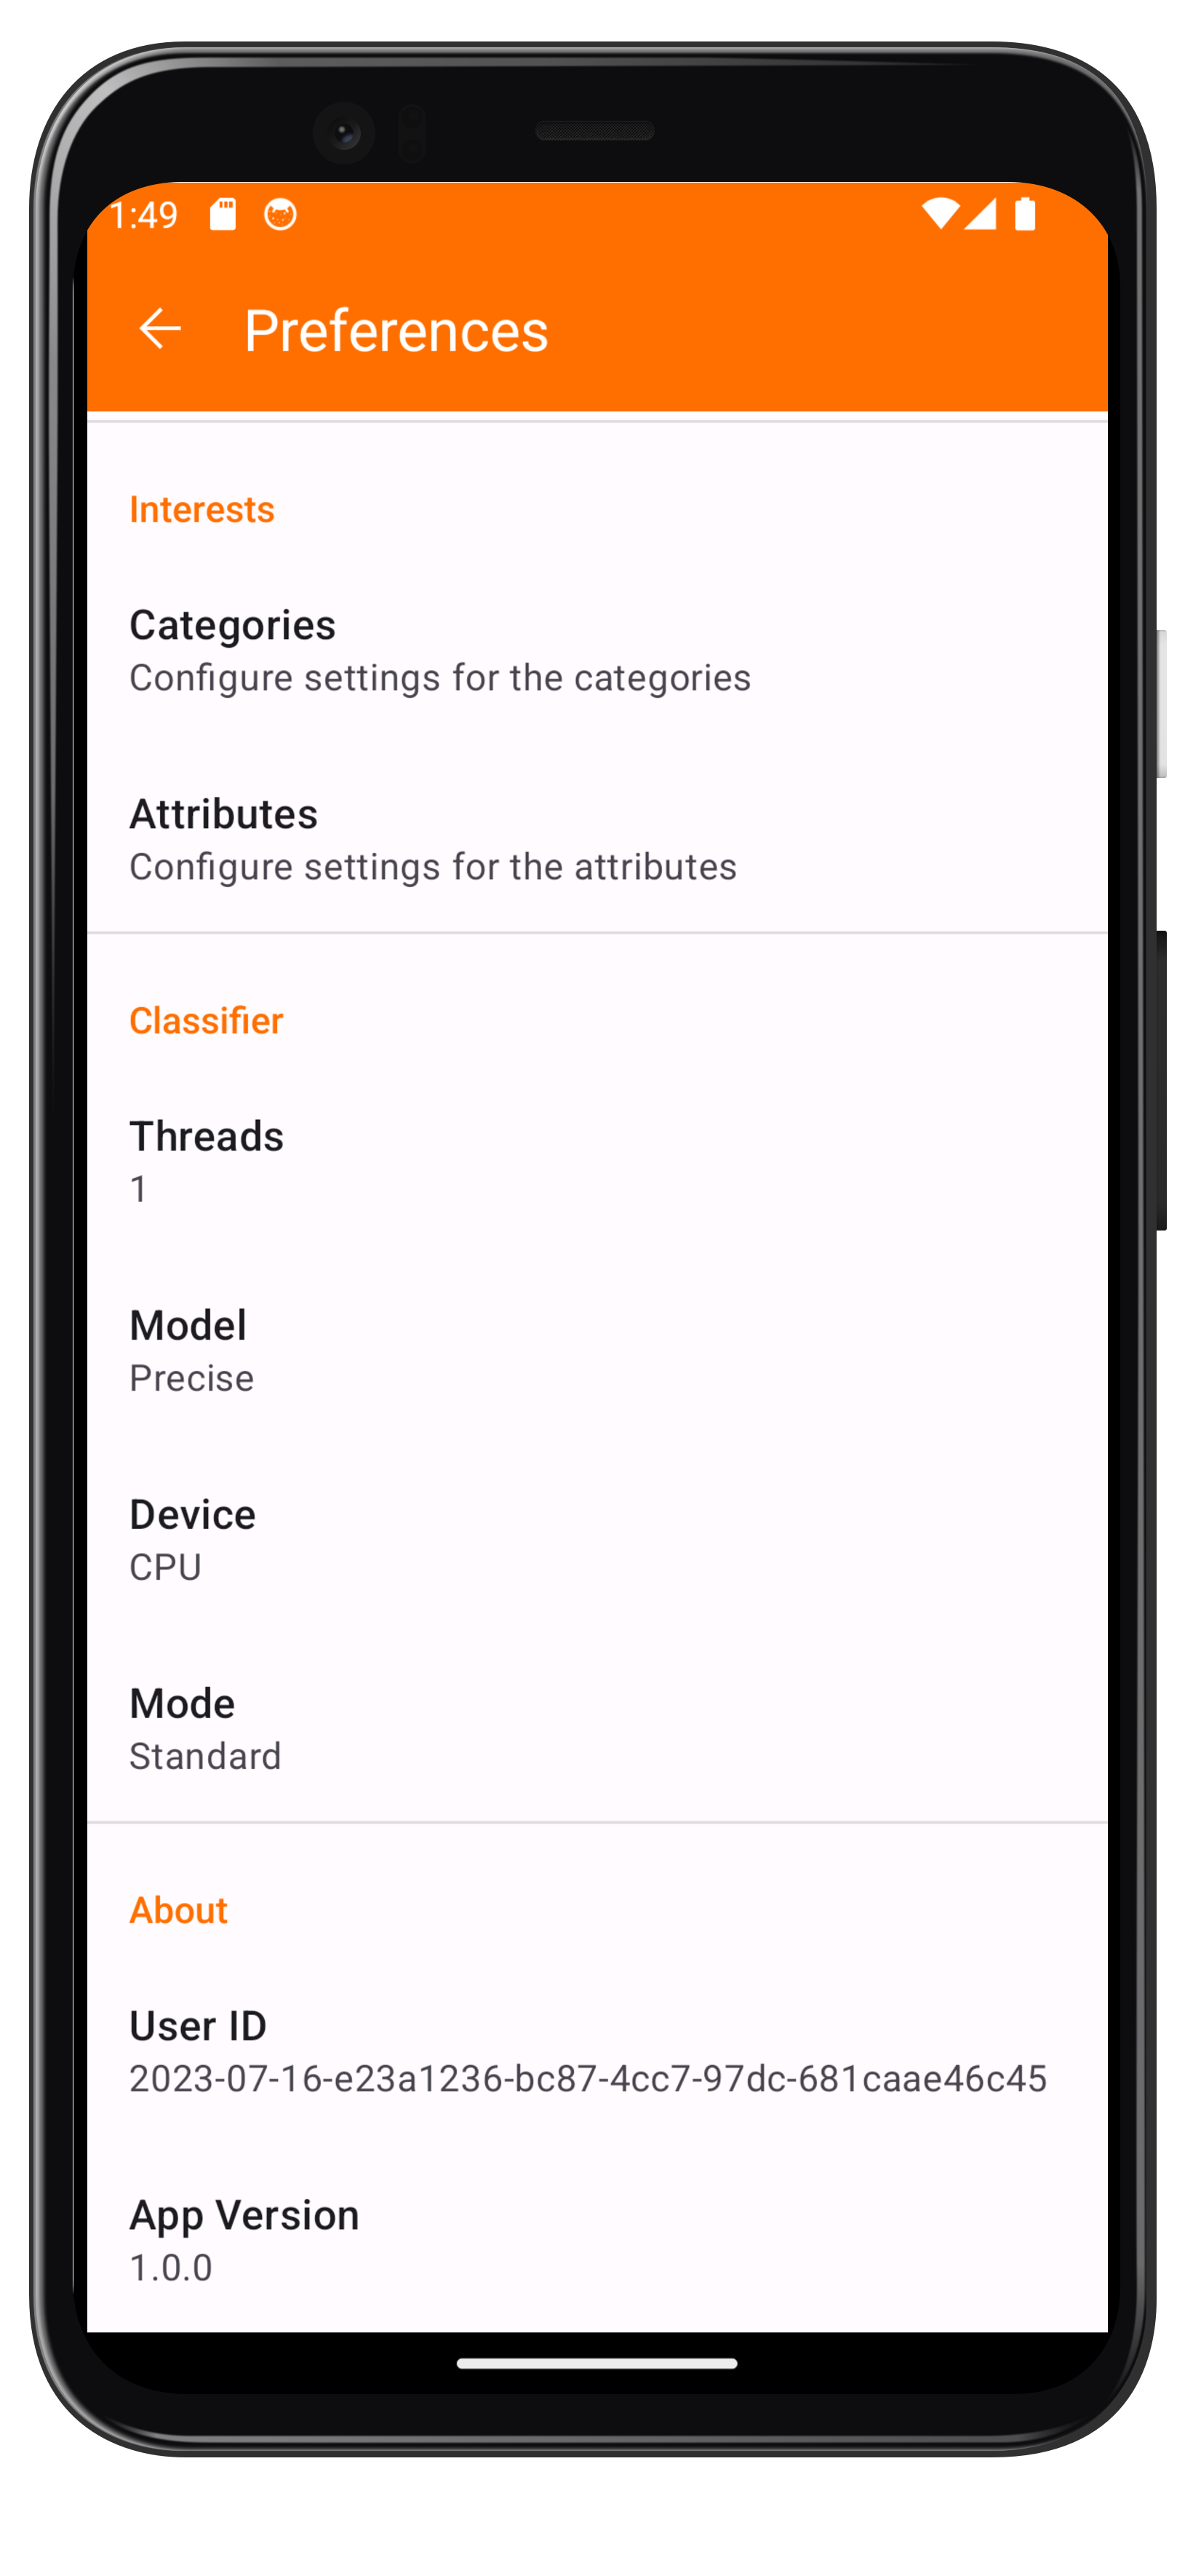 1:49
Preferences
Interests
Categories
Configure settings for the categories
Attributes
Configure settings for the attributes
Classifier
Threads
1
Model
Precise
Device
CPU
Mode
Standard
About
User ID
2023-07-16-e23a1236-bc87-4cc7-97dc-681caae46c45
App Version
1.0.0